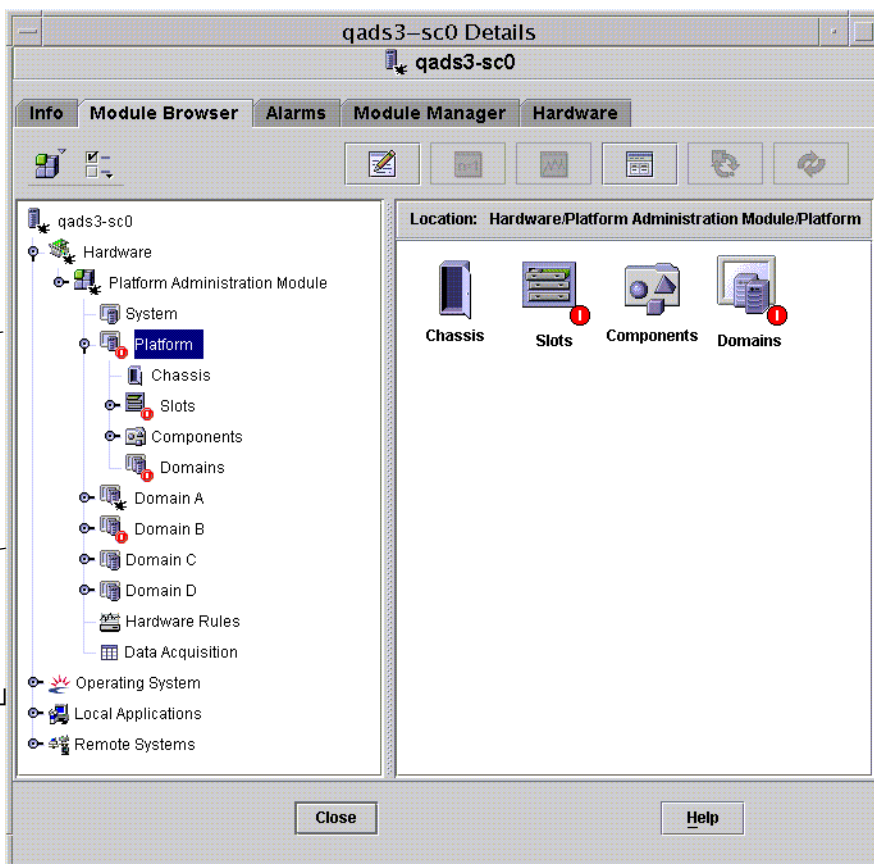 qads3-sc0 Details
qads3-sc0
Info Module Browser Alarms Module Manager Hardware
n=1
qads3-sc0
Hardware
Platform Administration Module
System
Platform
Chassis
Slots
Components
Domains
Domain A
Domain B
Domain C
Domain D
Hardware Rules
Data Acquisition
Operating System
Local Applications
Remote Systems
Location: Hardware/Platform Administration Module/Platform
Chassis Slots Components Domains
Close Help